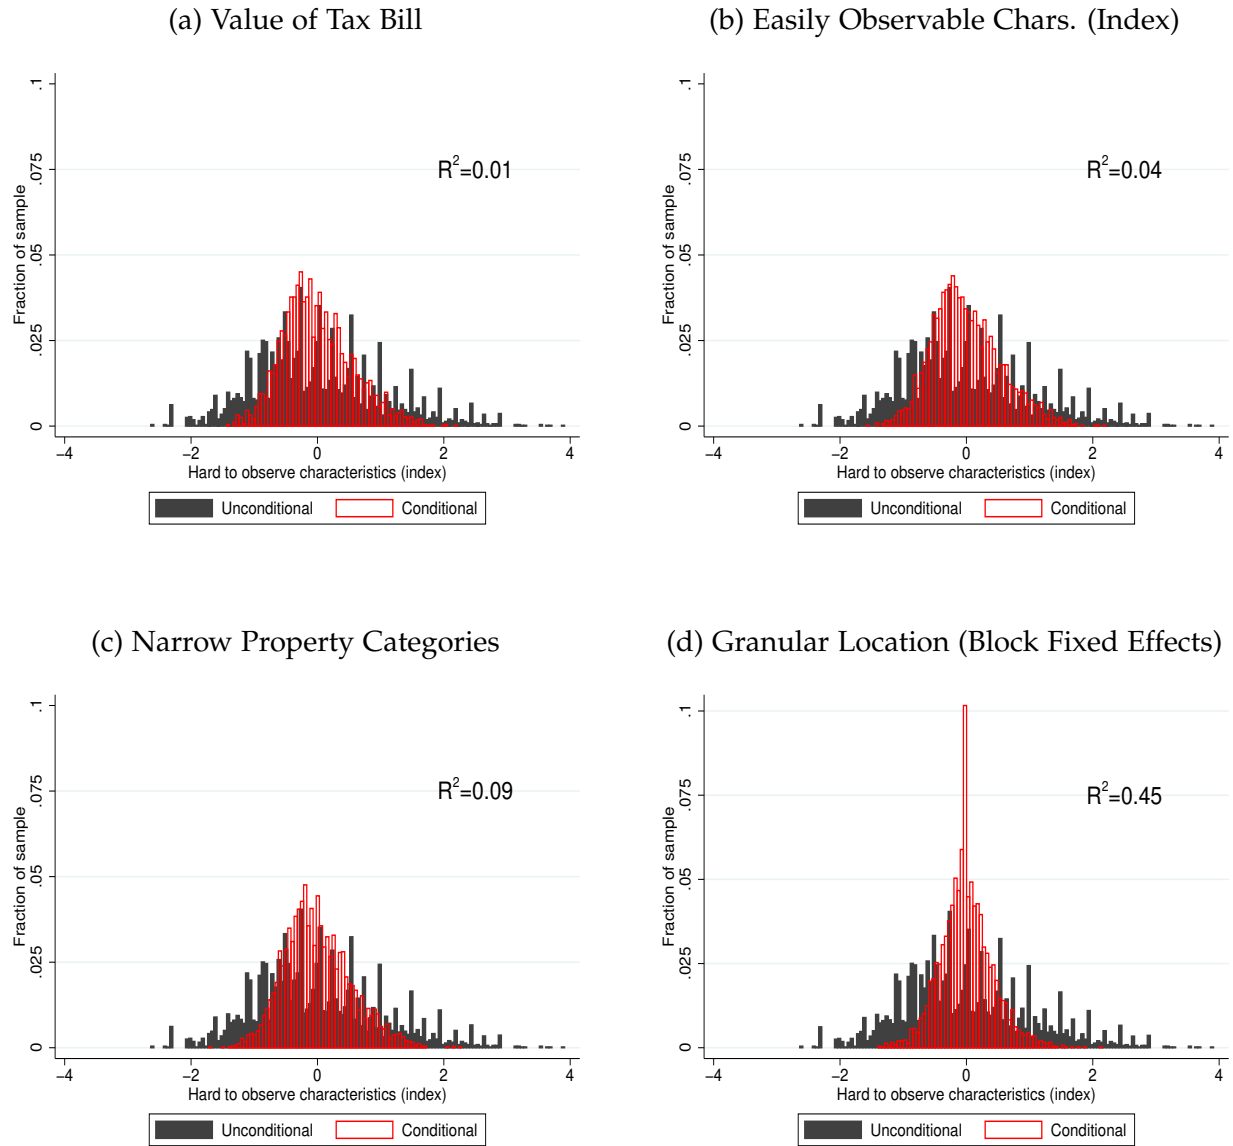 (a) Value of Tax Bill
.1
.075
.05
.025
0
Fraction of sample
R²=0.01
−4 −2 0 2 4
Hard to observe characteristics (index)
Unconditional Conditional
(b) Easily Observable Chars. (Index)
.1
.075
.05
.025
0
Fraction of sample
R²=0.04
−4 −2 0 2 4
Hard to observe characteristics (index)
Unconditional Conditional
(c) Narrow Property Categories
.1
.075
.05
.025
0
Fraction of sample
R²=0.09
−4 −2 0 2 4
Hard to observe characteristics (index)
Unconditional Conditional
(d) Granular Location (Block Fixed Effects)
.1
.075
.05
.025
0
Fraction of sample
R²=0.45
−4 −2 0 2 4
Hard to observe characteristics (index)
Unconditional Conditional